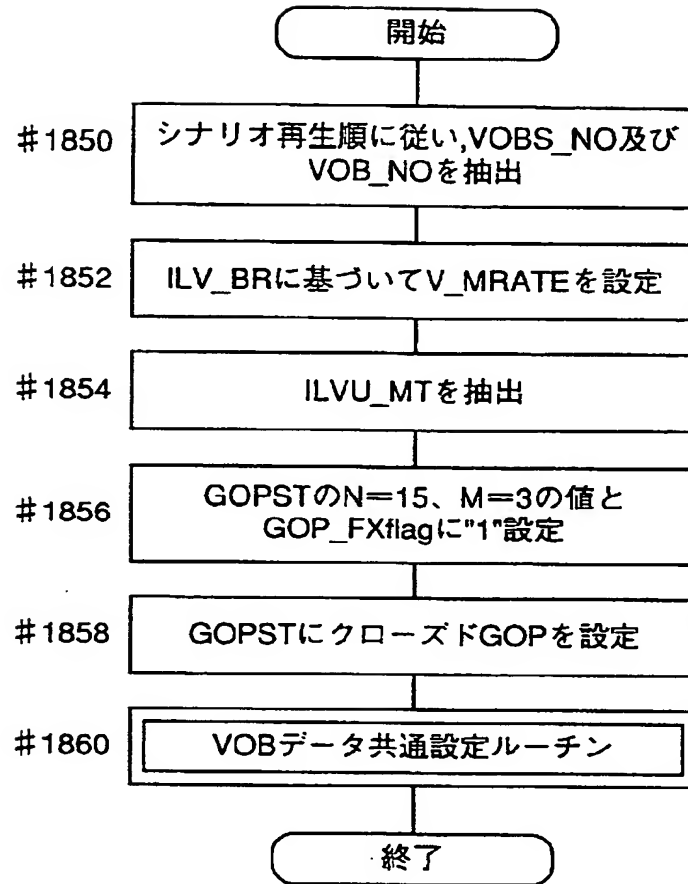 開始
#1850 シナリオ再生順に従い,VOBS_NO及び
VOB_NOを抽出
#1852 ILV_BRに基づいてV_MRATEを設定
#1854 ILVU_MTを抽出
#1856 GOPSTのN=15、M=3の値と
GOP_FXflagに"1"設定
#1858 GOPSTにクローズドGOPを設定
#1860 VOBデータ共通設定ルーチン
終了